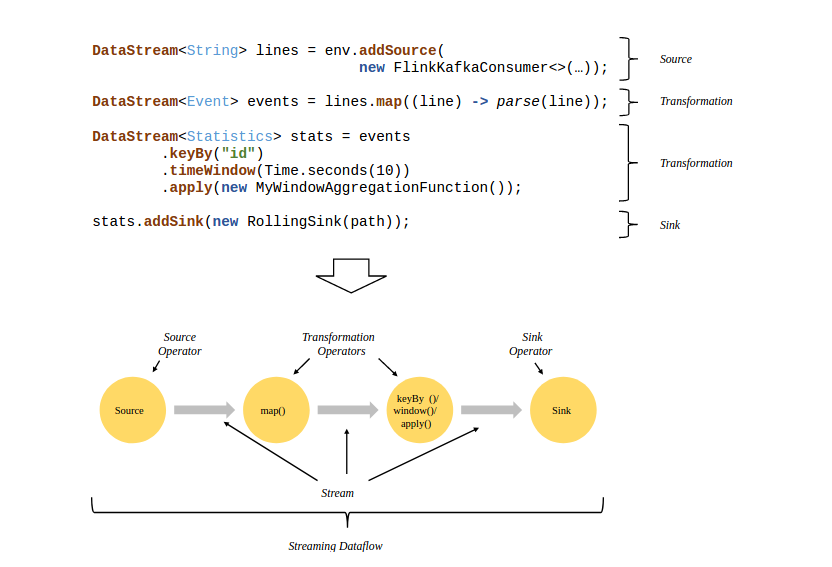 DataStream<String> lines = env.addSource(
new FlinkKafkaConsumer<>(…));
Source
DataStream<Event> events = lines.map((line) -> parse(line));
Transformation
DataStream<Statistics> stats = events
.keyBy("id")
.timeWindow(Time.seconds(10))
.apply(new MyWindowAggregationFunction());
Transformation
stats.addSink(new RollingSink(path));
Sink
Source
Operator
Transformation
Operators
Sink
Operator
Source
map()
keyBy ()/
window()/
apply()
Sink
Stream
Streaming Dataflow